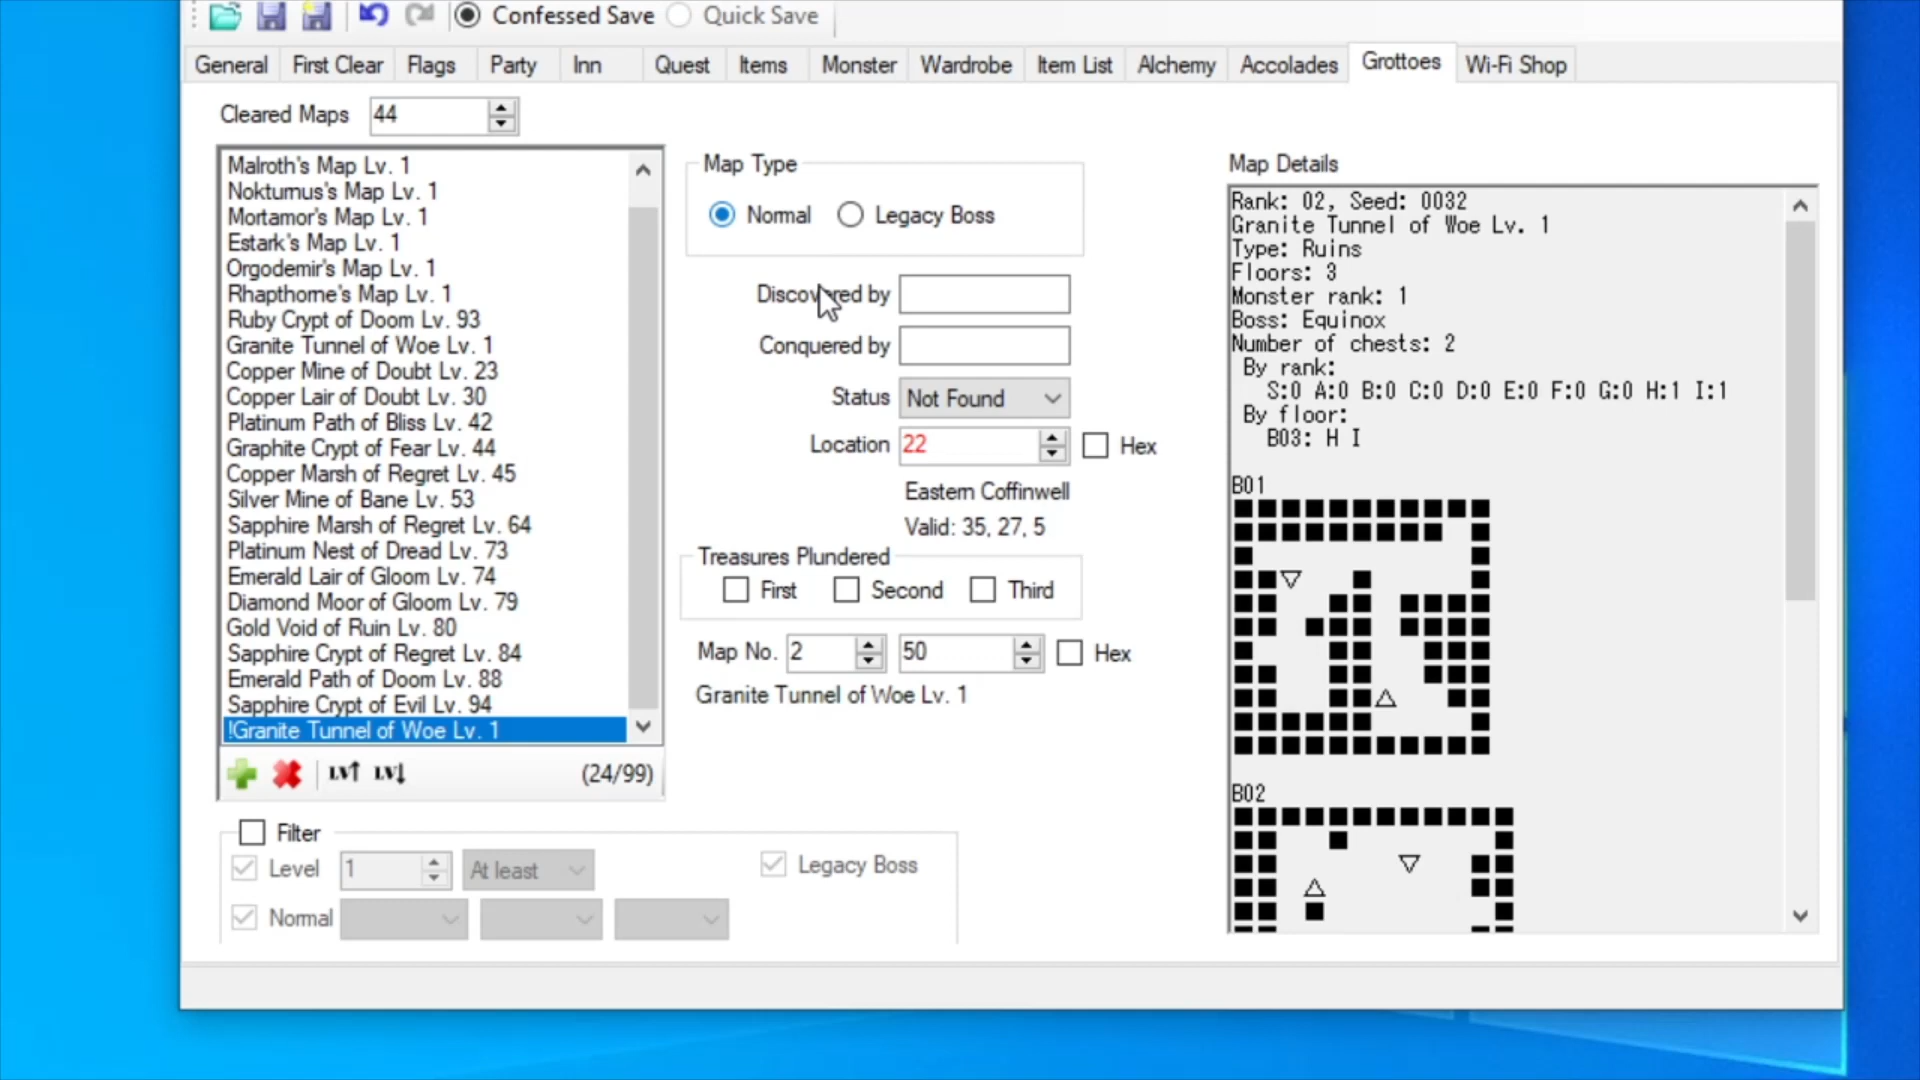 Confessed Save Quick Save
General First Clear Flags Party Inn Quest Items Monster Wardrobe Item List Alchemy Accolades Grottoes Wi-Fi Shop
Cleared Maps 44
Malroth's Map Lv. 1
Nokturnus's Map Lv. 1
Mortamor's Map Lv. 1
Estark's Map Lv. 1
Orgodemir's Map Lv. 1
Rhapthorne's Map Lv. 1
Ruby Crypt of Doom Lv. 93
Granite Tunnel of Woe Lv. 1
Copper Mine of Doubt Lv. 23
Copper Lair of Doubt Lv. 30
Platinum Path of Bliss Lv. 42
Graphite Crypt of Fear Lv. 44
Copper Marsh of Regret Lv. 45
Silver Mine of Bane Lv. 53
Sapphire Marsh of Regret Lv. 64
Platinum Nest of Dread Lv. 73
Emerald Lair of Gloom Lv. 74
Diamond Moor of Gloom Lv. 79
Gold Void of Ruin Lv. 80
Sapphire Crypt of Regret Lv. 84
Emerald Path of Doom Lv. 88
Sapphire Crypt of Evil Lv. 94
!Granite Tunnel of Woe Lv. 1
LV↑ LV↓ (24/99)
Filter
Level 1 At least Legacy Boss
Normal
Map Type
Normal Legacy Boss
Discovered by
Conquered by
Status Not Found
Location 22 Hex
Eastern Coffinwell
Valid: 35, 27, 5
Treasures Plundered
First Second Third
Map No. 2 50 Hex
Granite Tunnel of Woe Lv. 1
Map Details
Rank: 02, Seed: 0032
Granite Tunnel of Woe Lv. 1
Type: Ruins
Floors: 3
Monster rank: 1
Boss: Equinox
Number of chests: 2
By rank:
S:0 A:0 B:0 C:0 D:0 E:0 F:0 G:0 H:1 I:1
By floor:
B03: H I
B01
B02